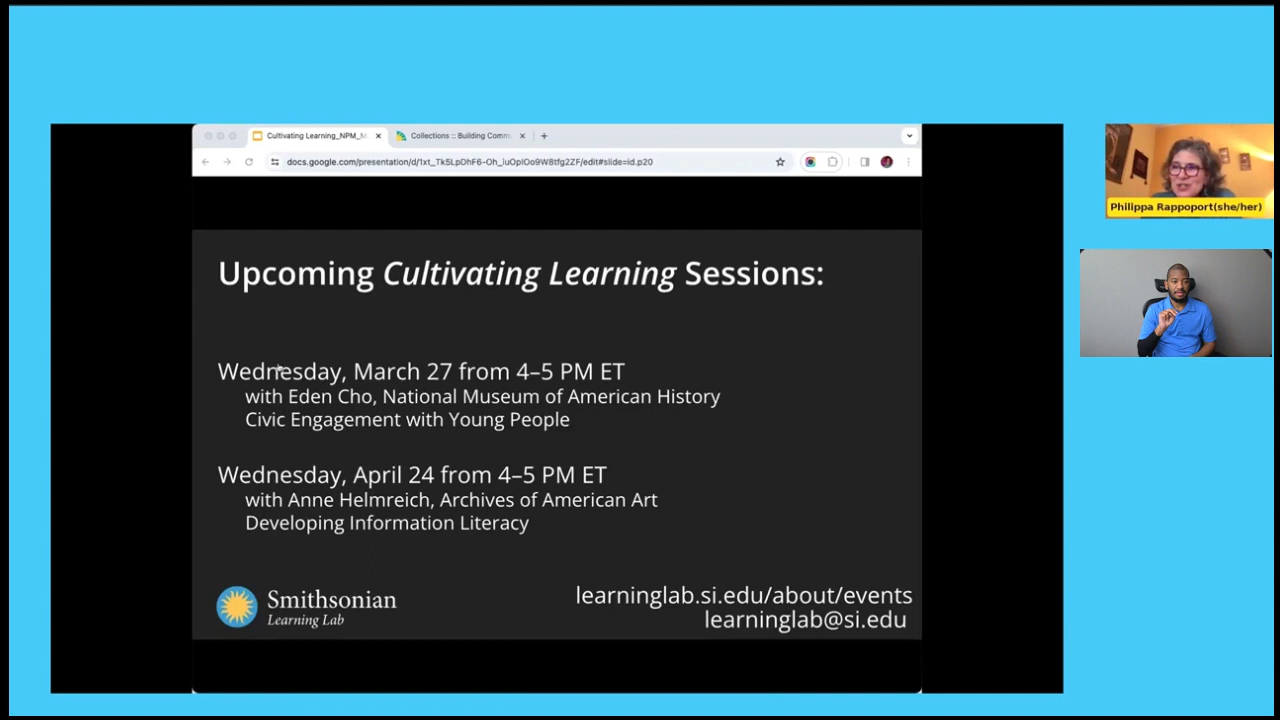 Cultivating Learning_NPM_M
Collections :: Building Comm
docs.google.com/presentation/d/1xt_Tk5LpDhF6-Oh_iuOpIOo9W8tfg2ZF/edit#slide=id.p20
Philippa Rappoport(she/her)
Upcoming Cultivating Learning Sessions:
Wednesday, March 27 from 4–5 PM ET
with Eden Cho, National Museum of American History
Civic Engagement with Young People
Wednesday, April 24 from 4–5 PM ET
with Anne Helmreich, Archives of American Art
Developing Information Literacy
Smithsonian
Learning Lab
learninglab.si.edu/about/events
learninglab@si.edu